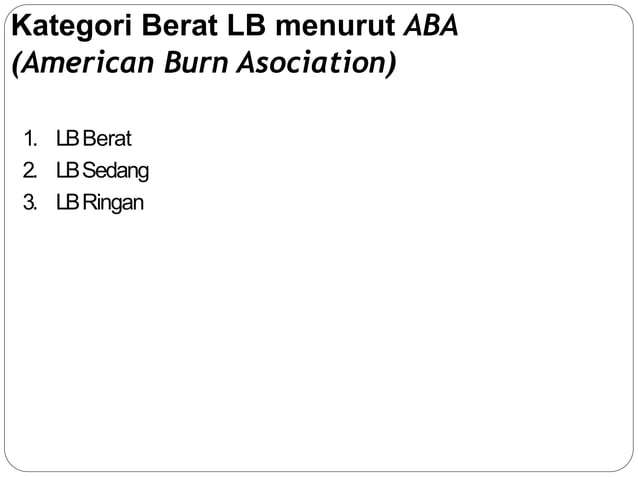 Kategori Berat LB menurut ABA
(American Burn Asociation)
1. LB Berat
2. LB Sedang
3. LB Ringan